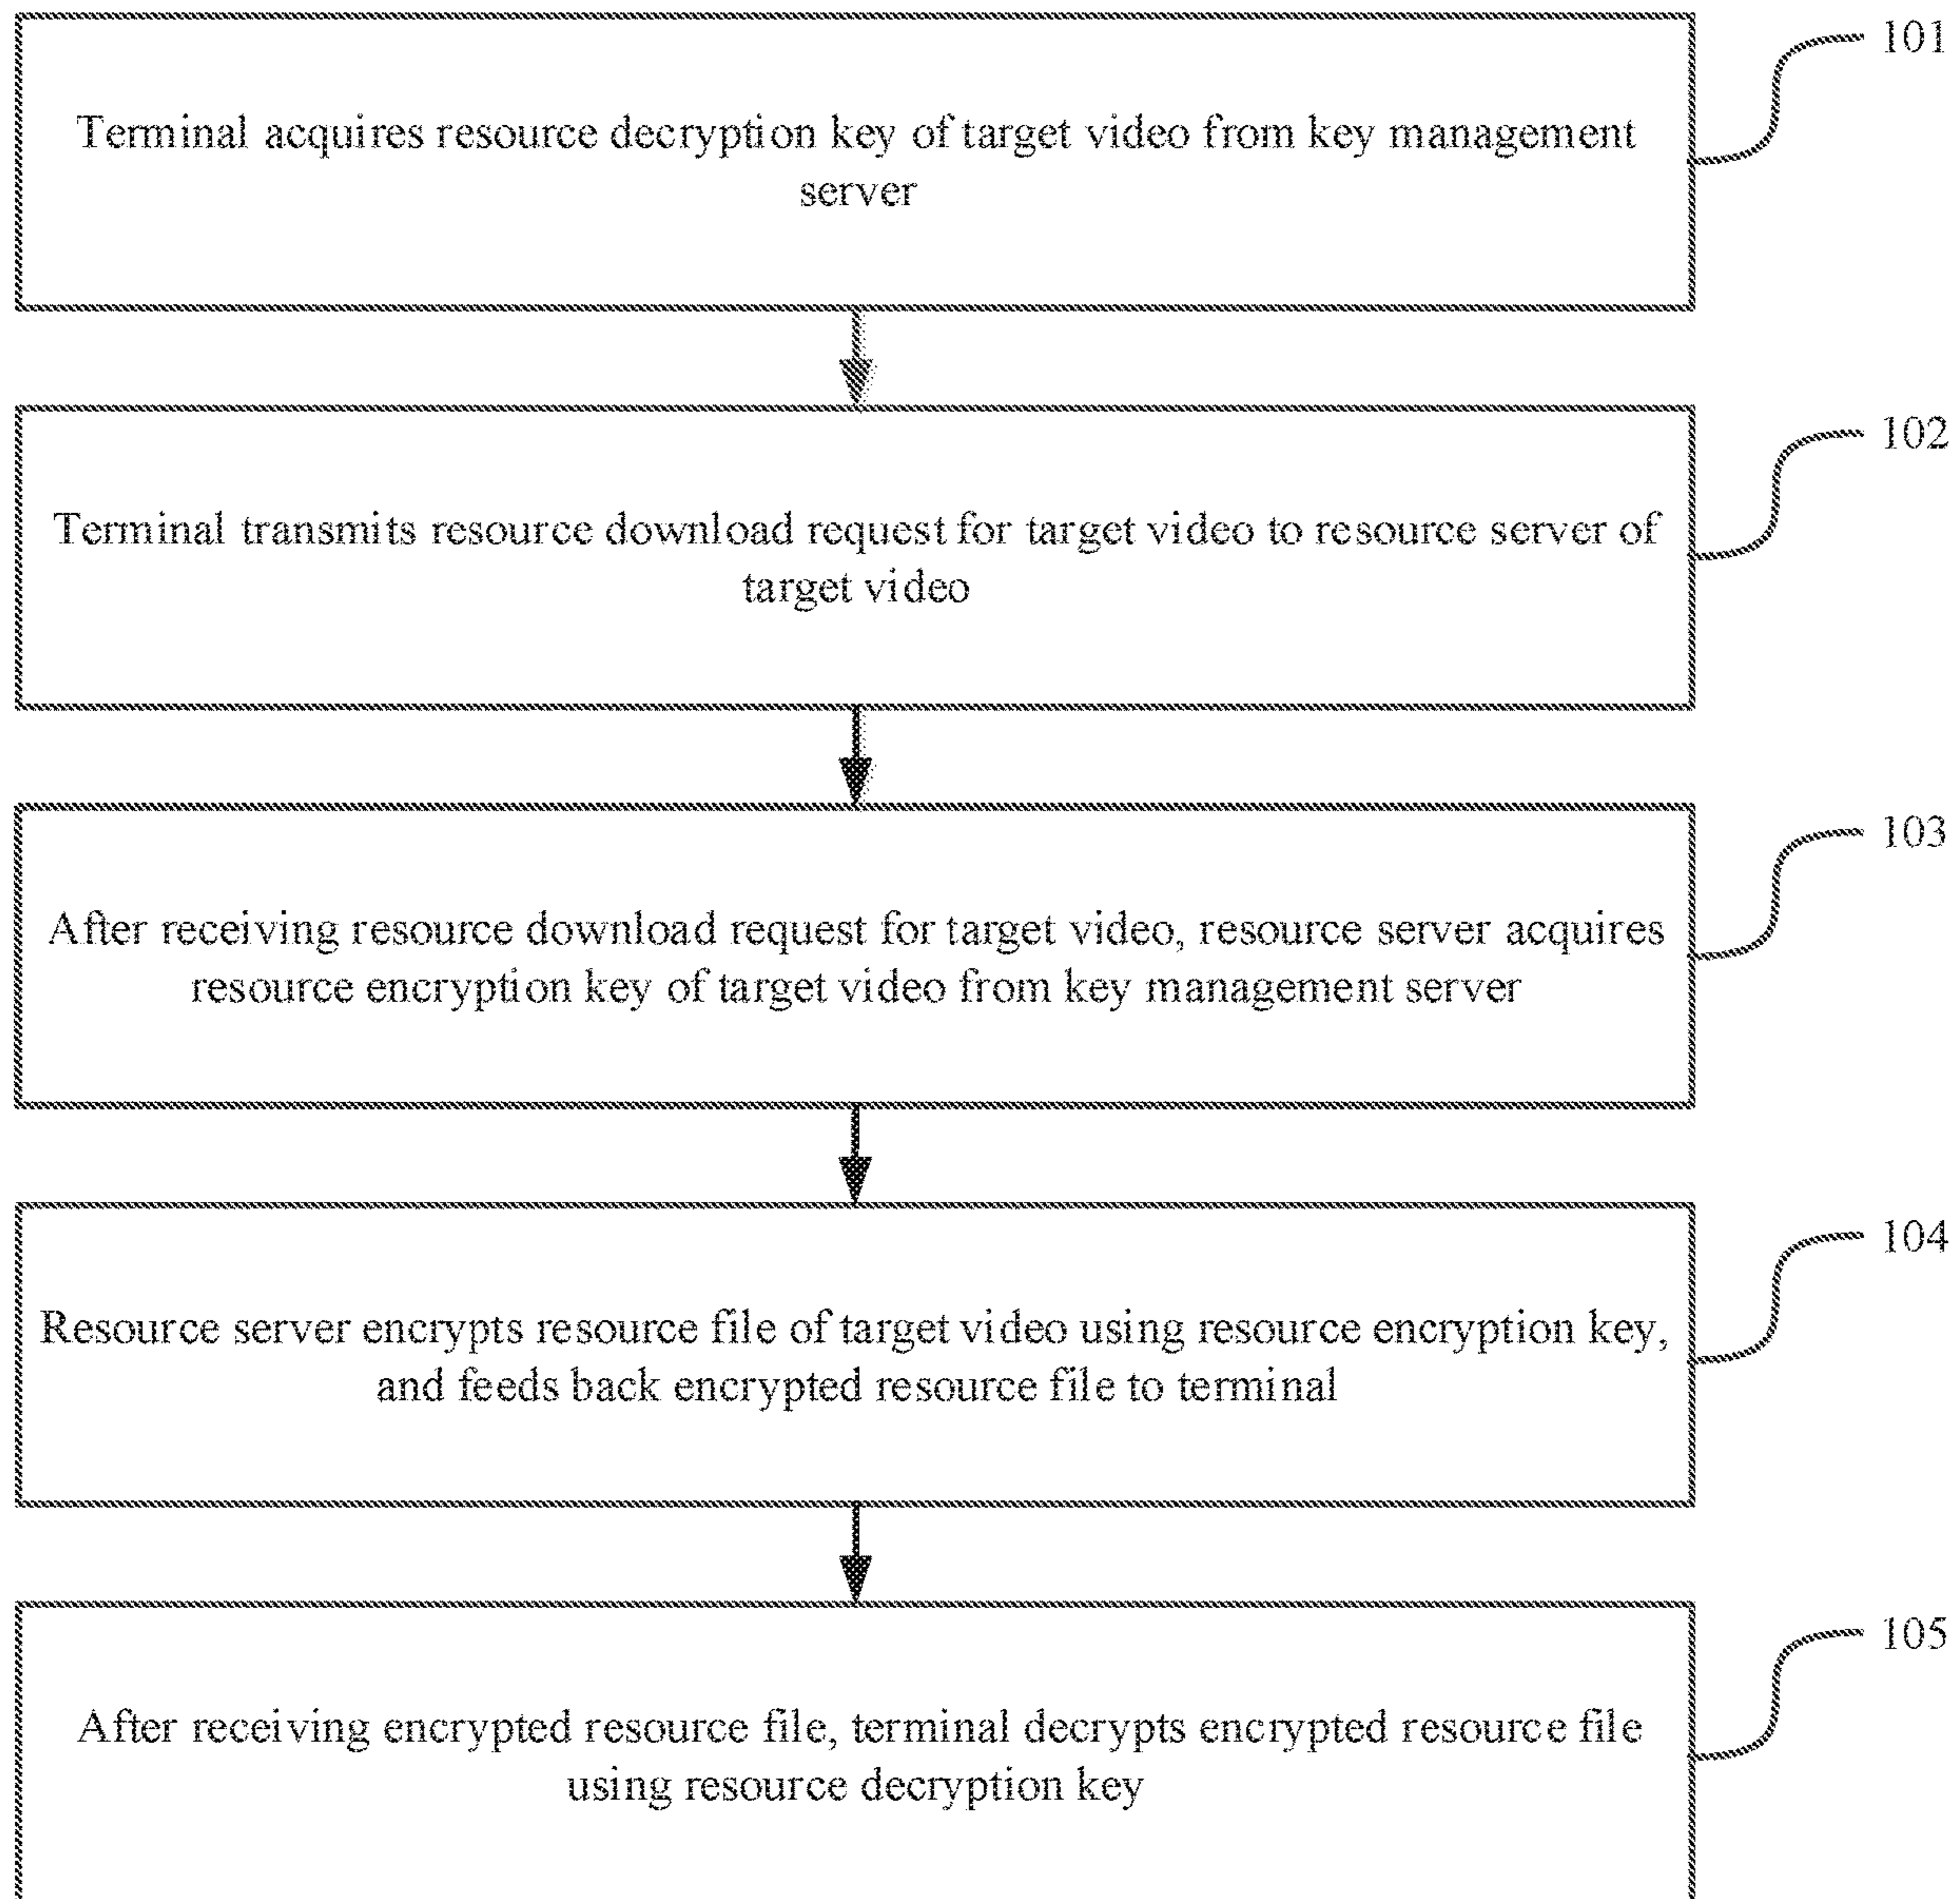 101
Terminal acquires resource decryption key of target video from key management
server
102
Terminal transmits resource download request for target video to resource server of
target video
103
After receiving resource download request for target video, resource server acquires
resource encryption key of target video from key management server
104
Resource server encrypts resource file of target video using resource encryption key,
and feeds back encrypted resource file to terminal
105
After receiving encrypted resource file, terminal decrypts encrypted resource file
using resource decryption key